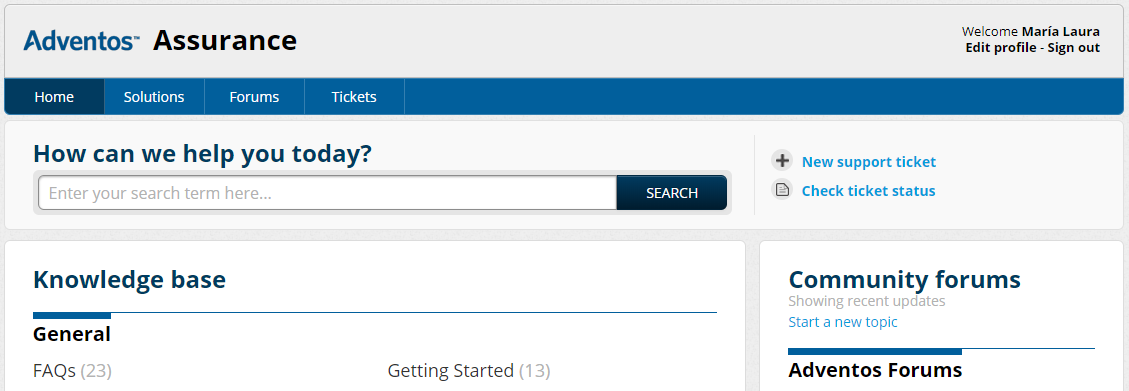 Adventos™ Assurance
Welcome María Laura
Edit profile - Sign out
Home Solutions Forums Tickets
How can we help you today?
Enter your search term here...
SEARCH
New support ticket
Check ticket status
Knowledge base
General
FAQs (23)
Getting Started (13)
Community forums
Showing recent updates
Start a new topic
Adventos Forums